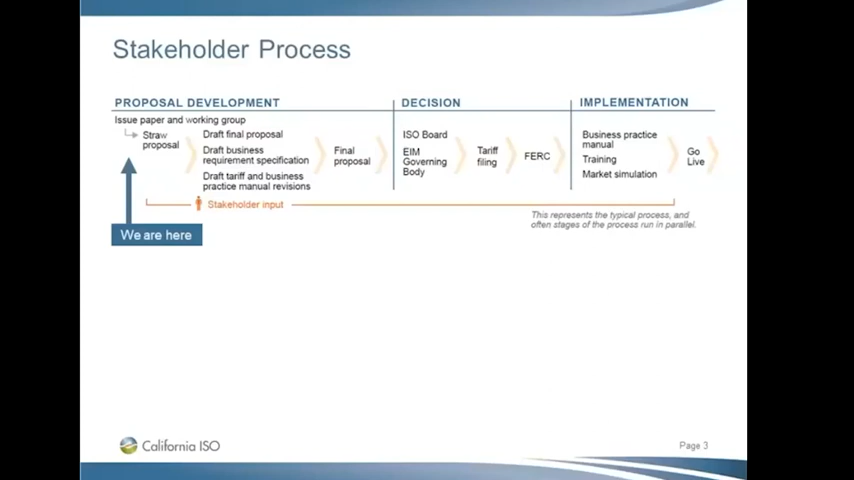 Stakeholder Process
PROPOSAL DEVELOPMENT
Issue paper and working group
Straw
proposal
Draft final proposal
Draft business
requirement specification
Draft tariff and business
practice manual revisions
Final
proposal
DECISION
ISO Board
EIM
Governing
Body
Tariff
filing
FERC
IMPLEMENTATION
Business practice
manual
Training
Market simulation
Go
Live
Stakeholder input
This represents the typical process, and
often stages of the process run in parallel.
We are here
California ISO
Page 3